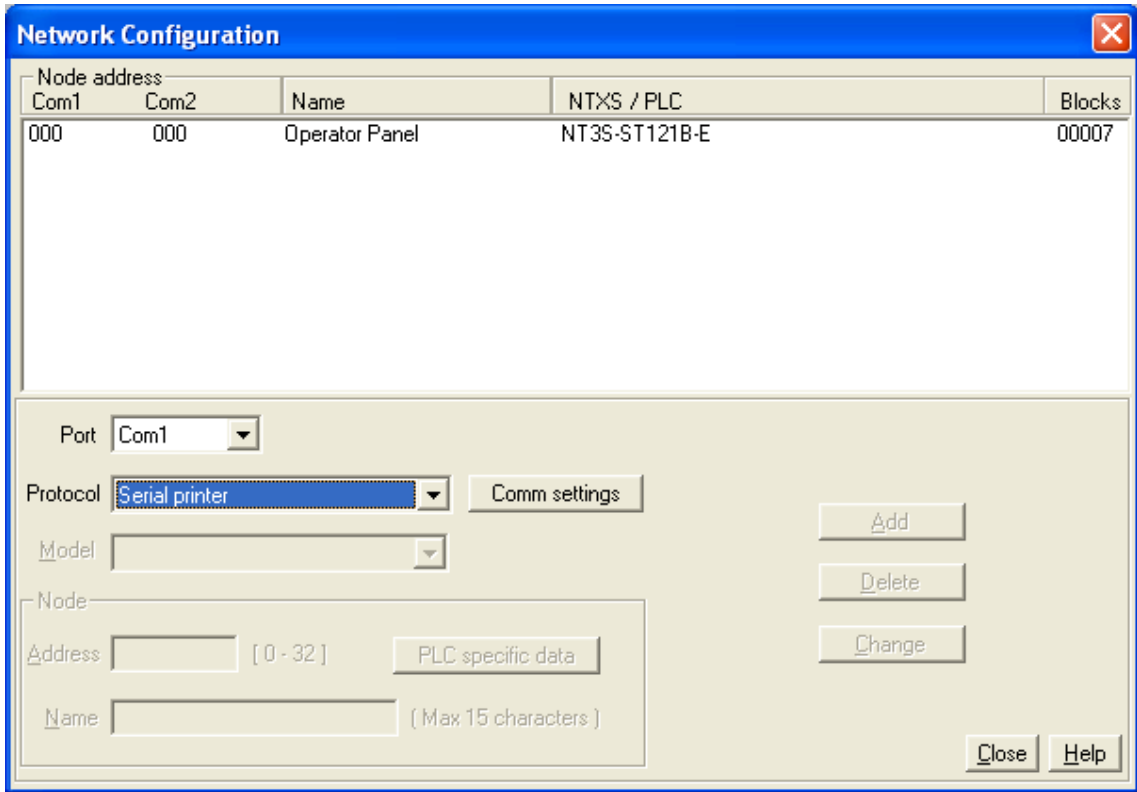 Network Configuration
Node address
Com1 Com2 Name NTXS / PLC Blocks
000 000 Operator Panel NT3S-ST121B-E 00007
Port Com1
Protocol Serial printer Comm settings
Add
Model
Delete
Node
Address [ 0 - 32 ] PLC specific data Change
Name ( Max 15 characters )
Close Help